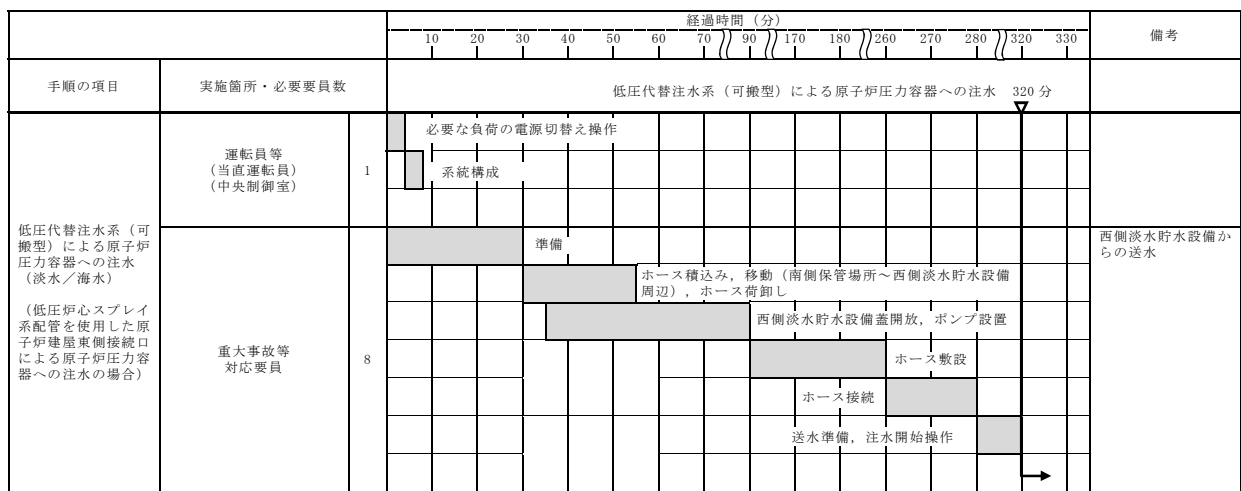 経過時間（分）
10 20 30 40 50 60 70 90 170 180 260 270 280 320 330
備考
手順の項目
実施箇所・必要要員数
低圧代替注水系（可搬型）による原子炉圧力容器への注水 320 分
低圧代替注水系（可
搬型）による原子炉
圧力容器への注水
（淡水／海水）
（低圧炉心スプレイ
系配管を使用した原
子炉建屋東側接続口
による原子炉圧力容
器への注水の場合）
運転員等
（当直運転員）
（中央制御室）
1
必要な負荷の電源切替え操作
系統構成
重大事故等
対応要員
8
準備
ホース積込み，移動（南側保管場所～西側淡水貯水設備
周辺），ホース荷卸し
西側淡水貯水設備蓋開放，ポンプ設置
ホース敷設
ホース接続
送水準備，注水開始操作
西側淡水貯水設備か
らの送水